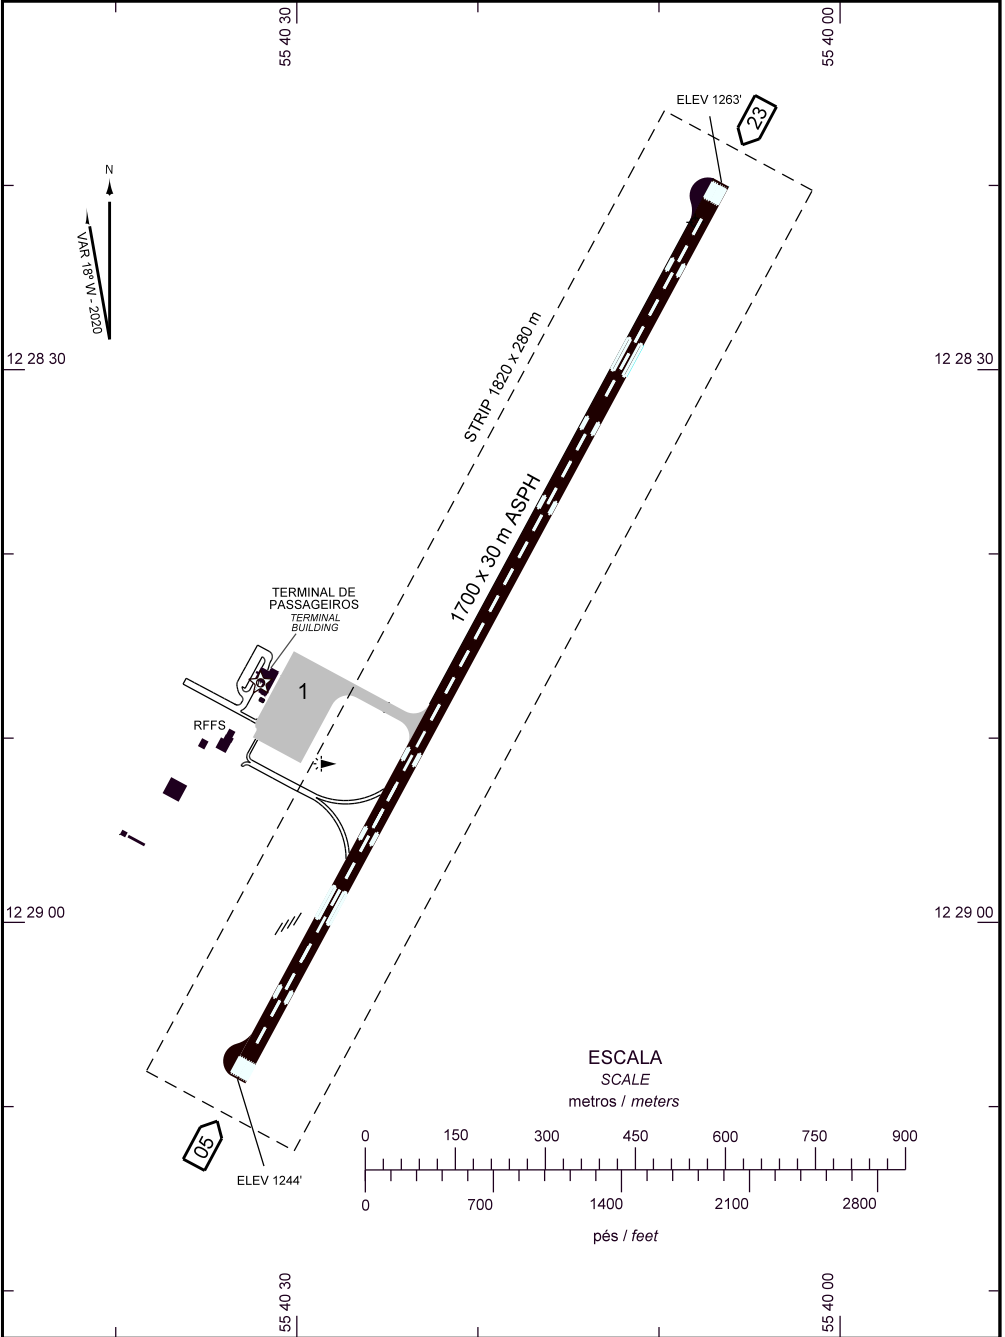 55 40 30
55 40 00
ELEV 1263'
23
N
VAR 18º W - 2020
STRIP 1820 x 280 m
12 28 30
12 28 30
1700 x 30 m ASPH
TERMINAL DE
PASSAGEIROS
TERMINAL
BUILDING
1
RFFS
12 29 00
12 29 00
05
ELEV 1244'
ESCALA
SCALE
metros / meters
0 150 300 450 600 750 900
0 700 1400 2100 2800
pés / feet
55 40 30
55 40 00